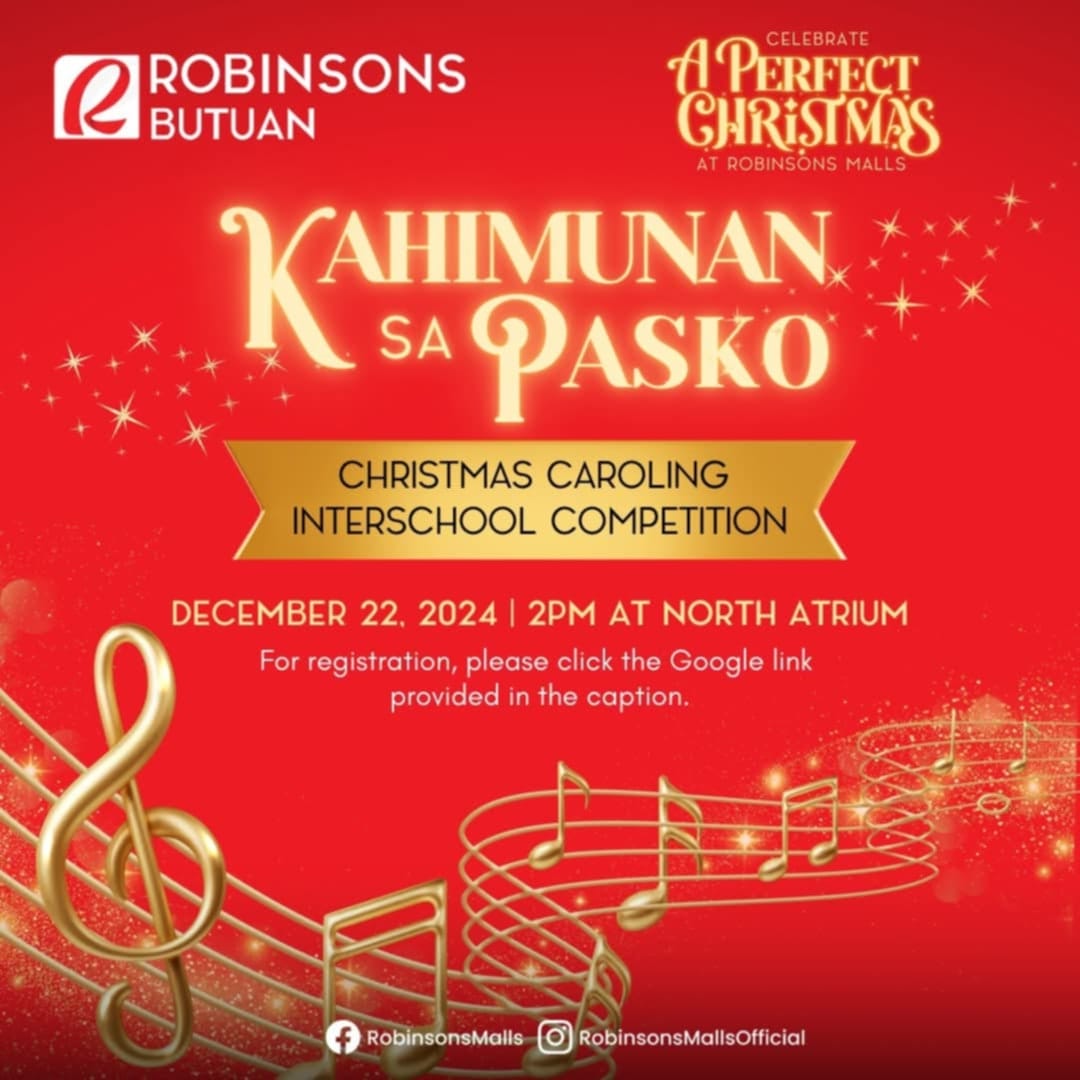 ROBINSONS
BUTUAN
CELEBRATE
A PERFECT
CHRISTMAS
AT ROBINSONS MALLS
KAHIMUNAN
SA PASKO
CHRISTMAS CAROLING
INTERSCHOOL COMPETITION
DECEMBER 22, 2024 | 2PM AT NORTH ATRIUM
For registration, please click the Google link
provided in the caption.
RobinsonsMalls RobinsonsMallsOfficial